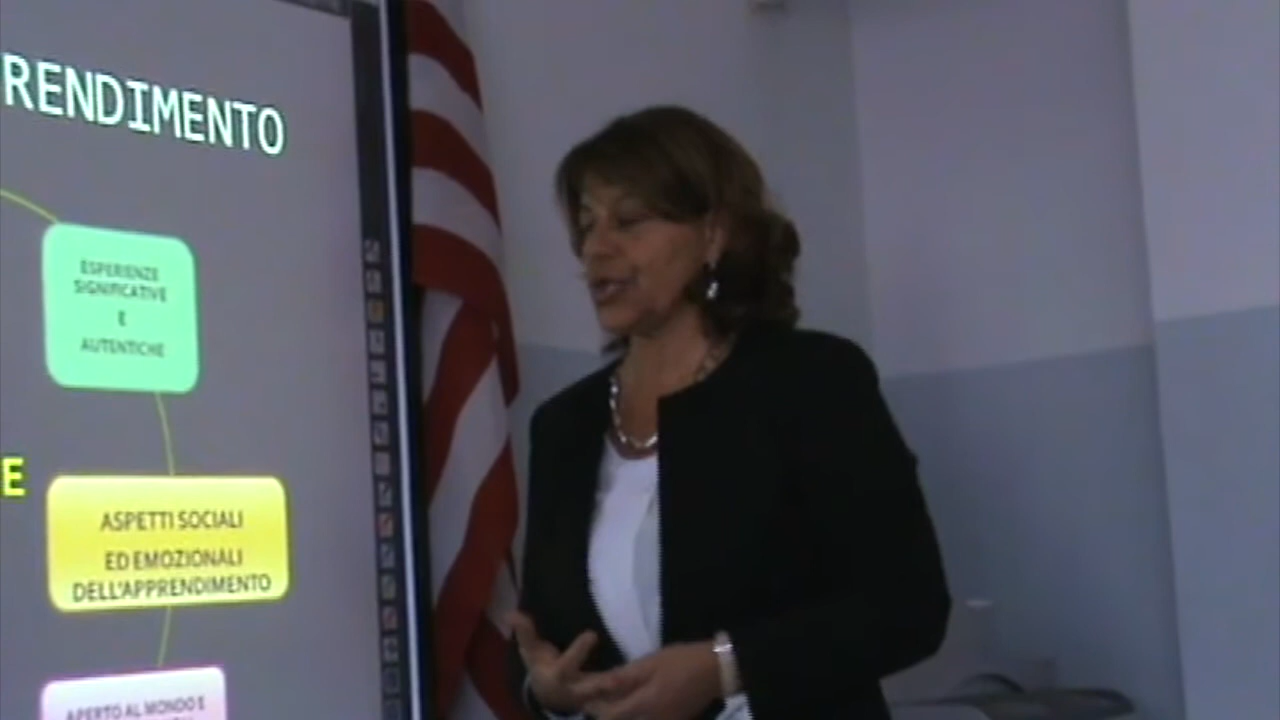 RENDIMENTO
ESPERIENZE
SIGNIFICATIVE
E
AUTENTICHE
E
ASPETTI SOCIALI
ED EMOZIONALI
DELL'APPRENDIMENTO
APERTO AL MONDO E